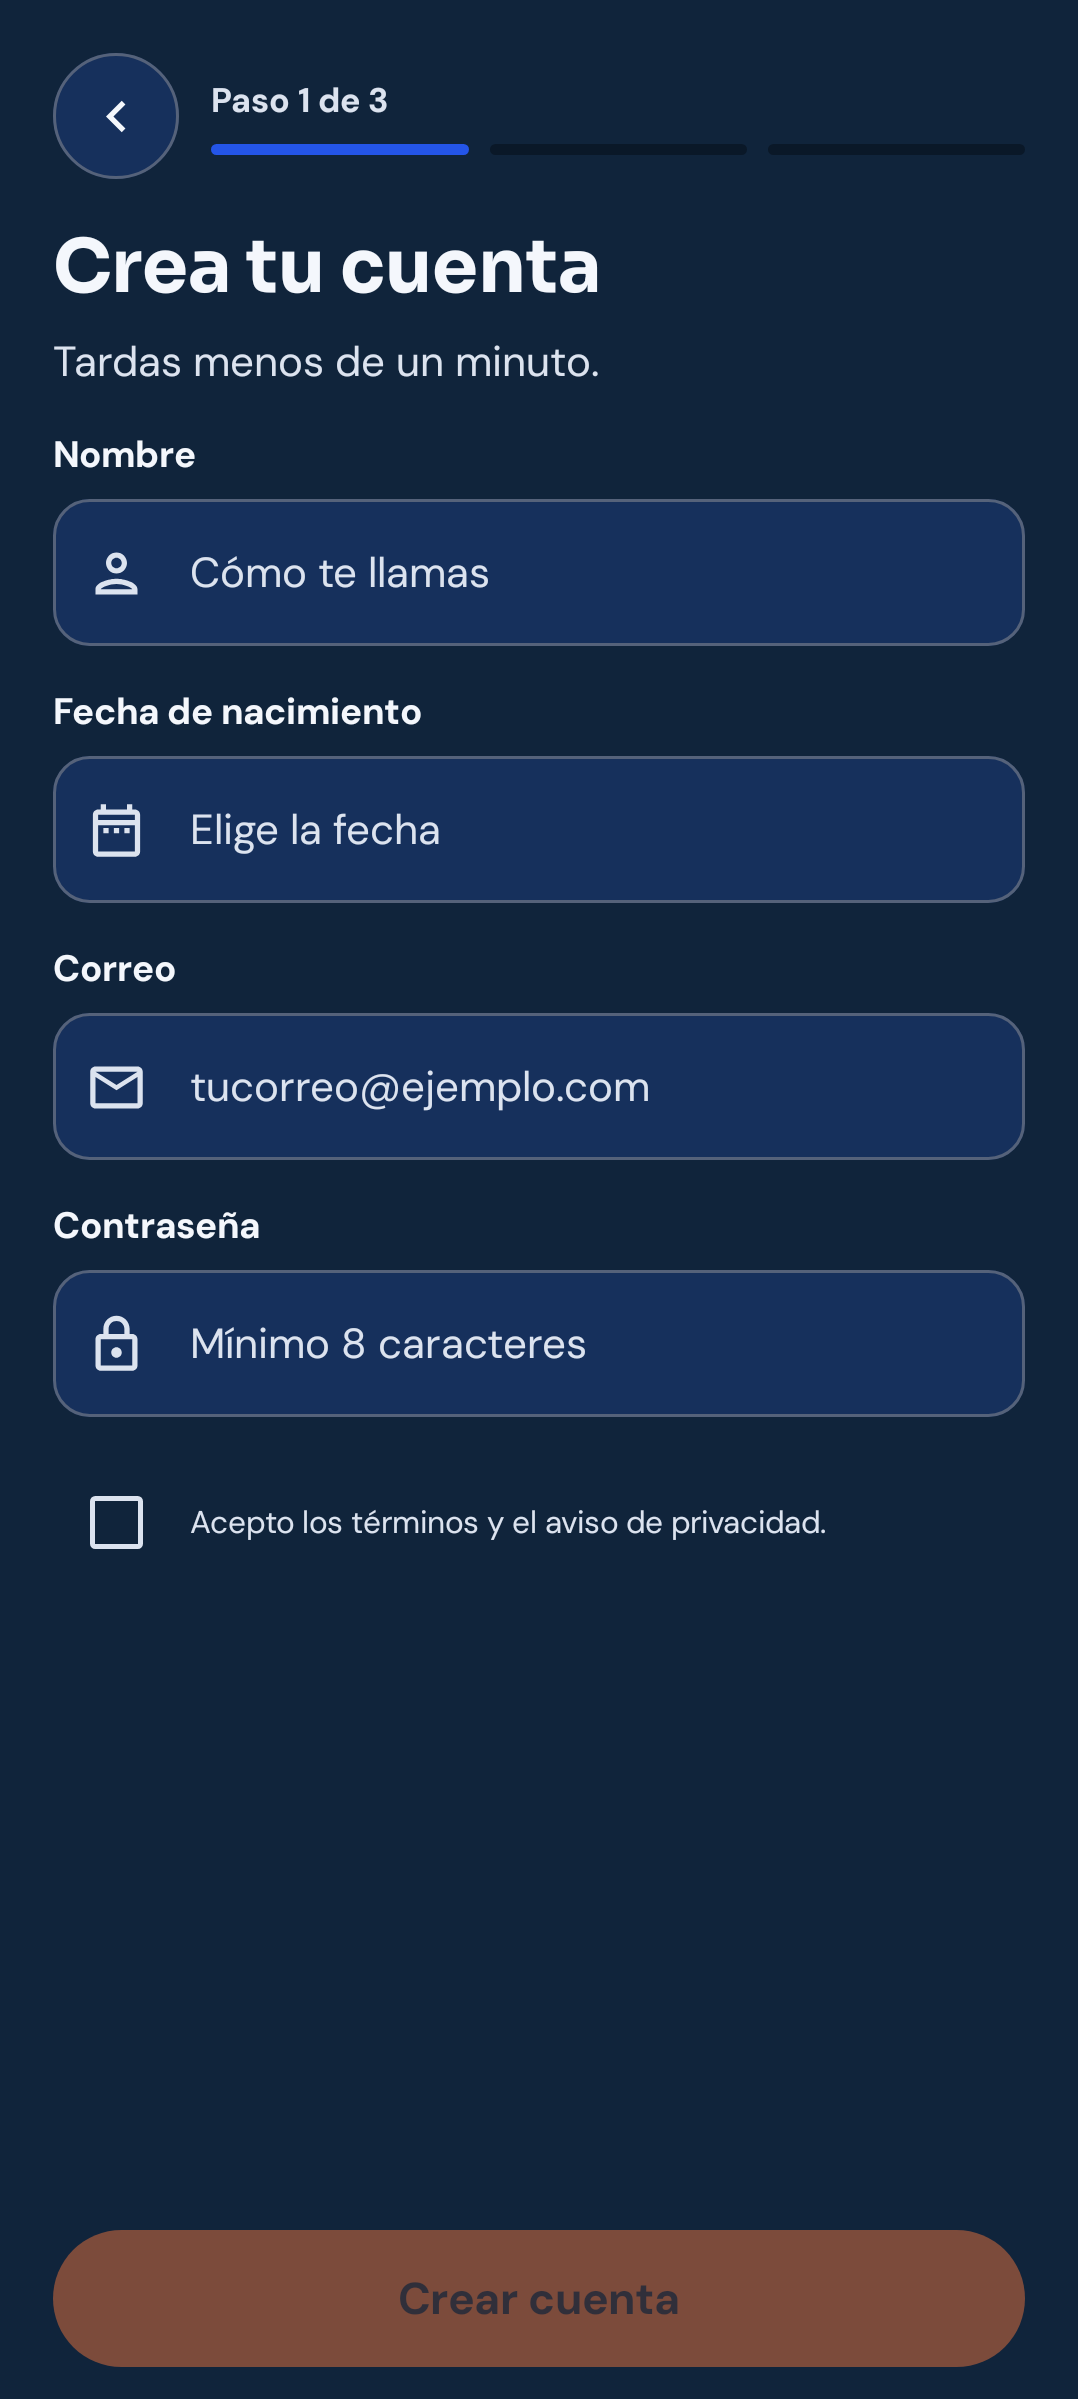 Paso 1 de 3
Crea tu cuenta
Tardas menos de un minuto.
Nombre
Cómo te llamas
Fecha de nacimiento
Elige la fecha
Correo
tucorreo@ejemplo.com
Contraseña
Mínimo 8 caracteres
Acepto los términos y el aviso de privacidad.
Crear cuenta